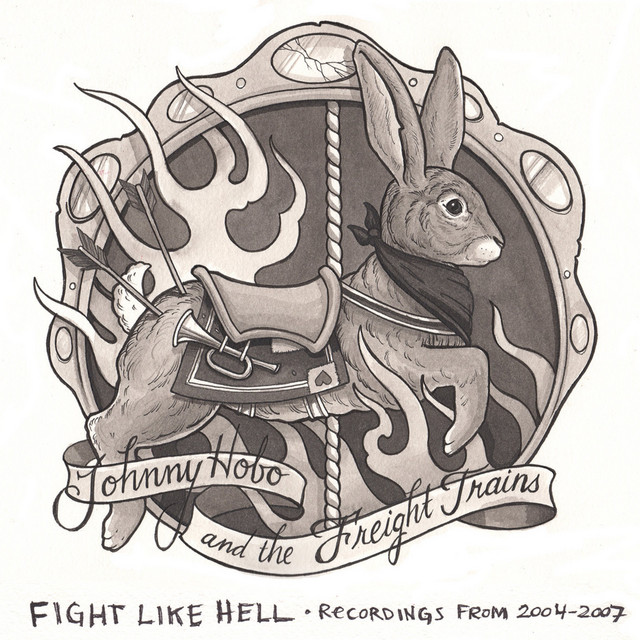 Johnny Hobo
and the Freight Trains
FIGHT LIKE HELL • RECORDINGS FROM 2004-2007